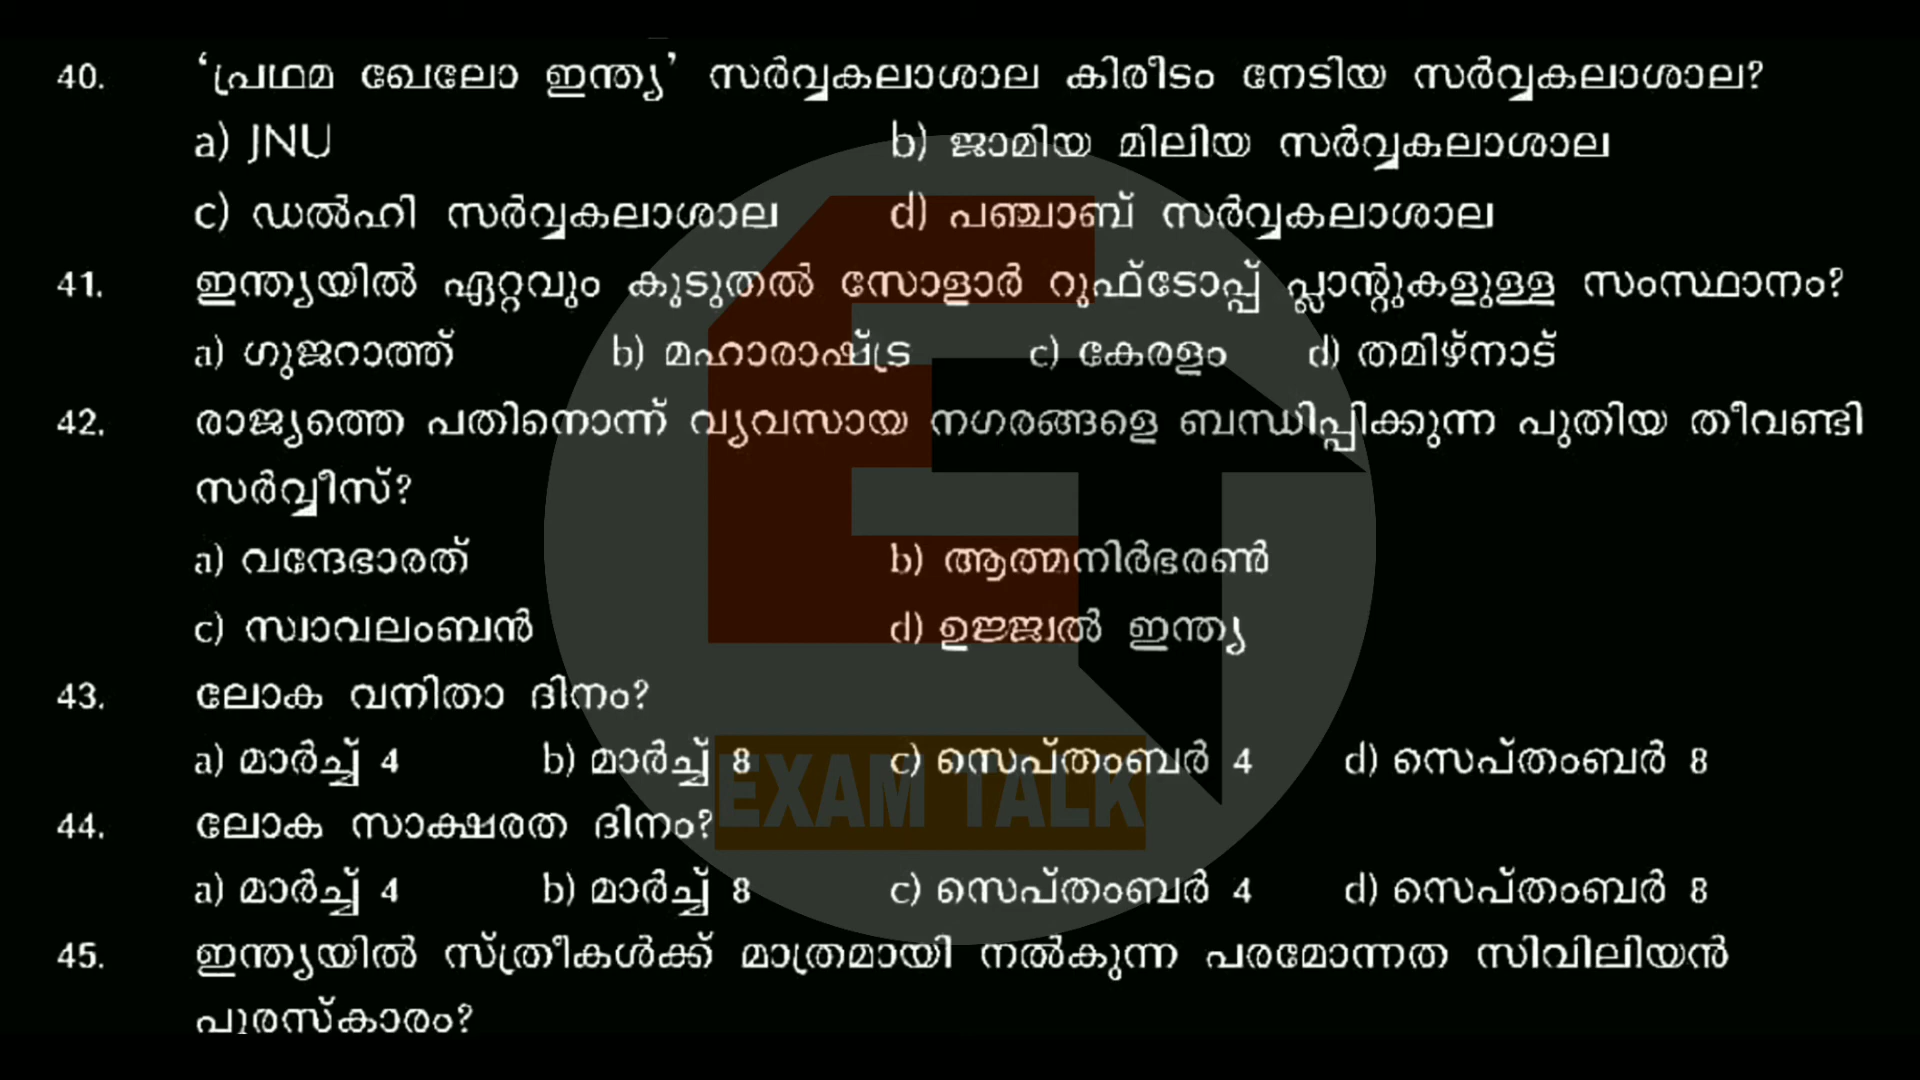 40. ‘പ്രഥമ ഖേലോ ഇന്ത്യ’ സർവ്വകലാശാല കിരീടം നേടിയ സർവ്വകലാശാല?
a) JNU b) ജാമിയ മിലിയ സർവ്വകലാശാല
c) ഡൽഹി സർവ്വകലാശാല d) പഞ്ചാബ് സർവ്വകലാശാല
41. ഇന്ത്യയിൽ ഏറ്റവും കുടുതൽ സോളാർ റുഫ്ടോപ്പ് പ്ലാന്റുകളുള്ള സംസ്ഥാനം?
a) ഗുജറാത്ത് b) മഹാരാഷ്ട്ര c) കേരളം d) തമിഴ്നാട്
42. രാജ്യത്തെ പതിനൊന്ന് വ്യവസായ നഗരങ്ങളെ ബന്ധിപ്പിക്കുന്ന പുതിയ തീവണ്ടി
സർവ്വീസ്?
a) വന്ദേഭാരത് b) ആത്മനിർഭരൺ
c) സ്വാവലംബൻ d) ഉജ്ജ്വൽ ഇന്ത്യ
43. ലോക വനിതാ ദിനം?
a) മാർച്ച് 4 b) മാർച്ച് 8 c) സെപ്തംബർ 4 d) സെപ്തംബർ 8
EXAM TALK
44. ലോക സാക്ഷരത ദിനം?
a) മാർച്ച് 4 b) മാർച്ച് 8 c) സെപ്തംബർ 4 d) സെപ്തംബർ 8
45. ഇന്ത്യയിൽ സ്ത്രീകൾക്ക് മാത്രമായി നൽകുന്ന പരമോന്നത സിവിലിയൻ
പുരസ്കാരം?